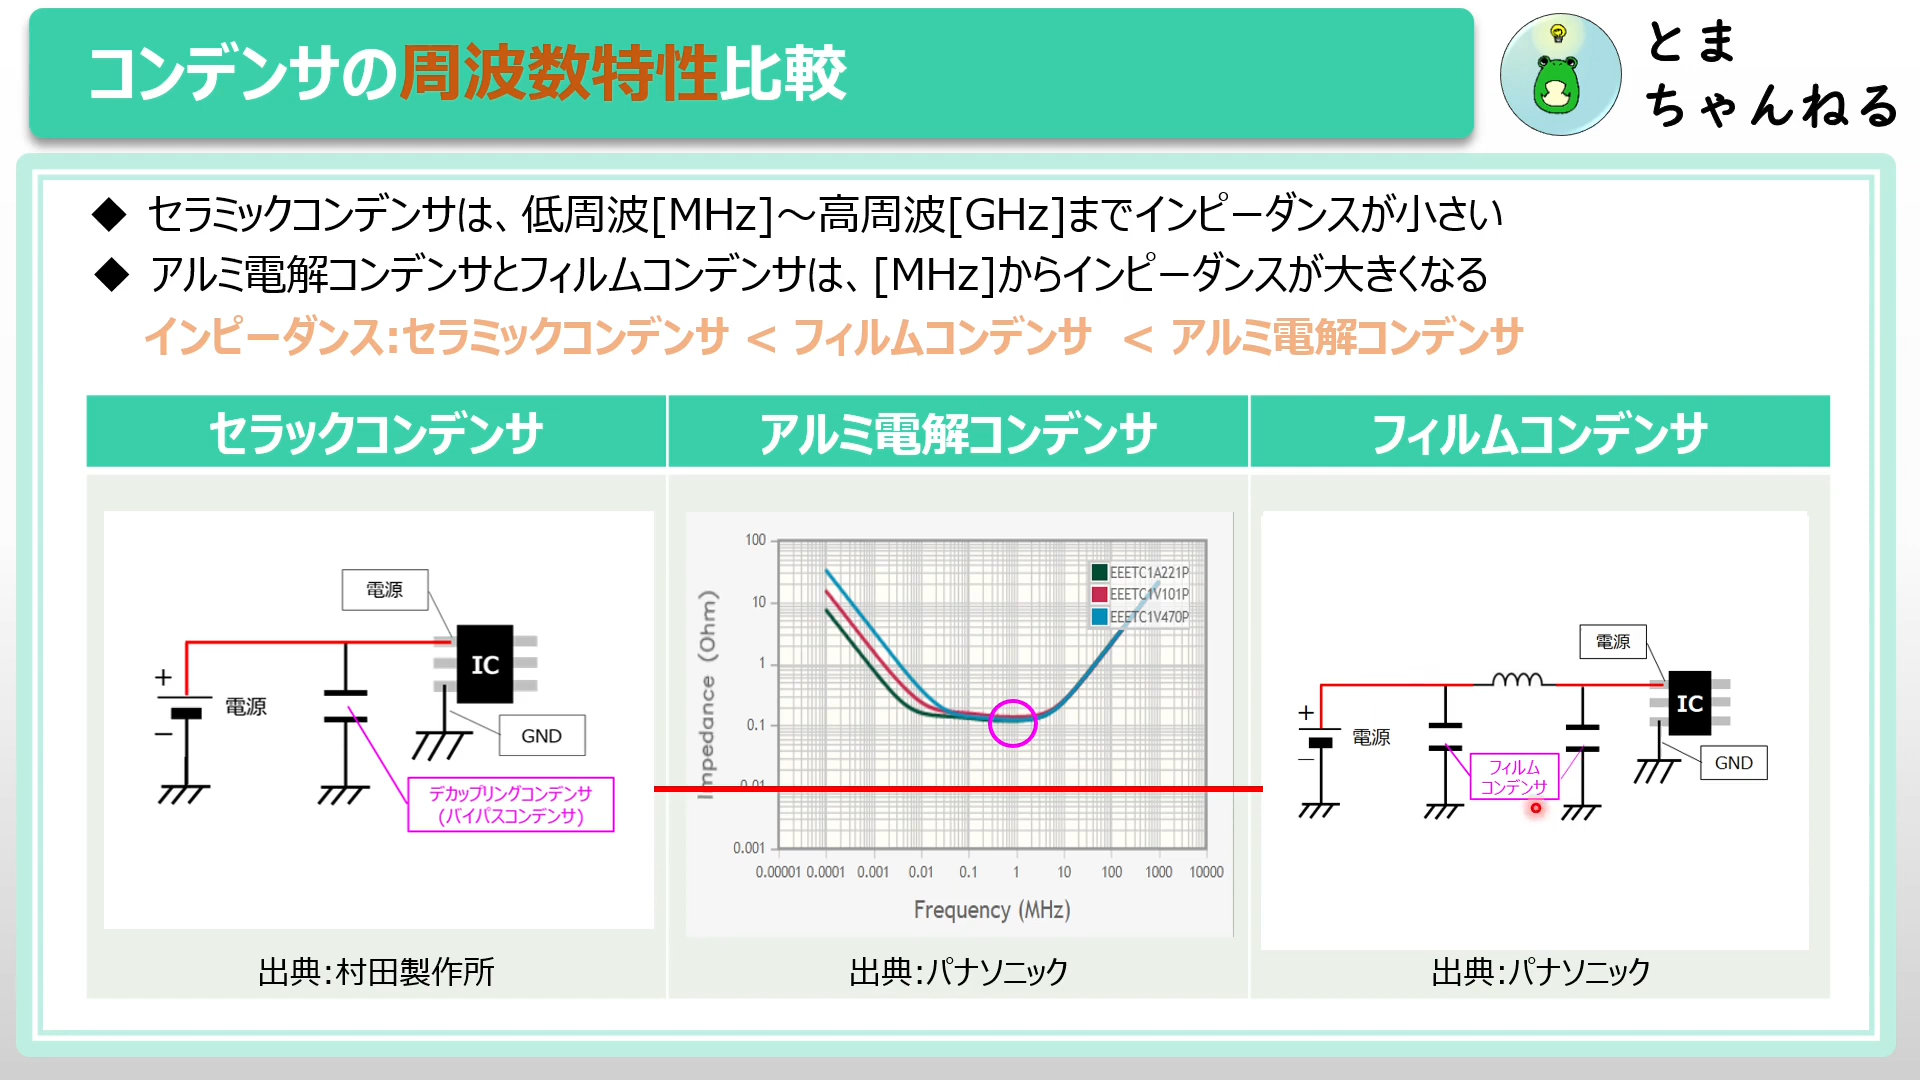 コンデンサの周波数特性比較
とま
ちゃんねる
◆ セラミックコンデンサは、低周波[MHz]～高周波[GHz]までインピーダンスが小さい
◆ アルミ電解コンデンサとフィルムコンデンサは、[MHz]からインピーダンスが大きくなる
インピーダンス:セラミックコンデンサ < フィルムコンデンサ < アルミ電解コンデンサ
セラックコンデンサ
電源
IC
+
電源
−
GND
デカップリングコンデンサ
(バイパスコンデンサ)
出典:村田製作所
アルミ電解コンデンサ
100
10
1
0.1
0.01
0.001
Impedance (Ohm)
EEETC1A221P
EEETC1V101P
EEETC1V470P
0.00001 0.0001 0.001 0.01 0.1 1 10 100 1000 10000
Frequency (MHz)
出典:パナソニック
フィルムコンデンサ
電源
IC
+
電源
−
GND
フィルム
コンデンサ
出典:パナソニック